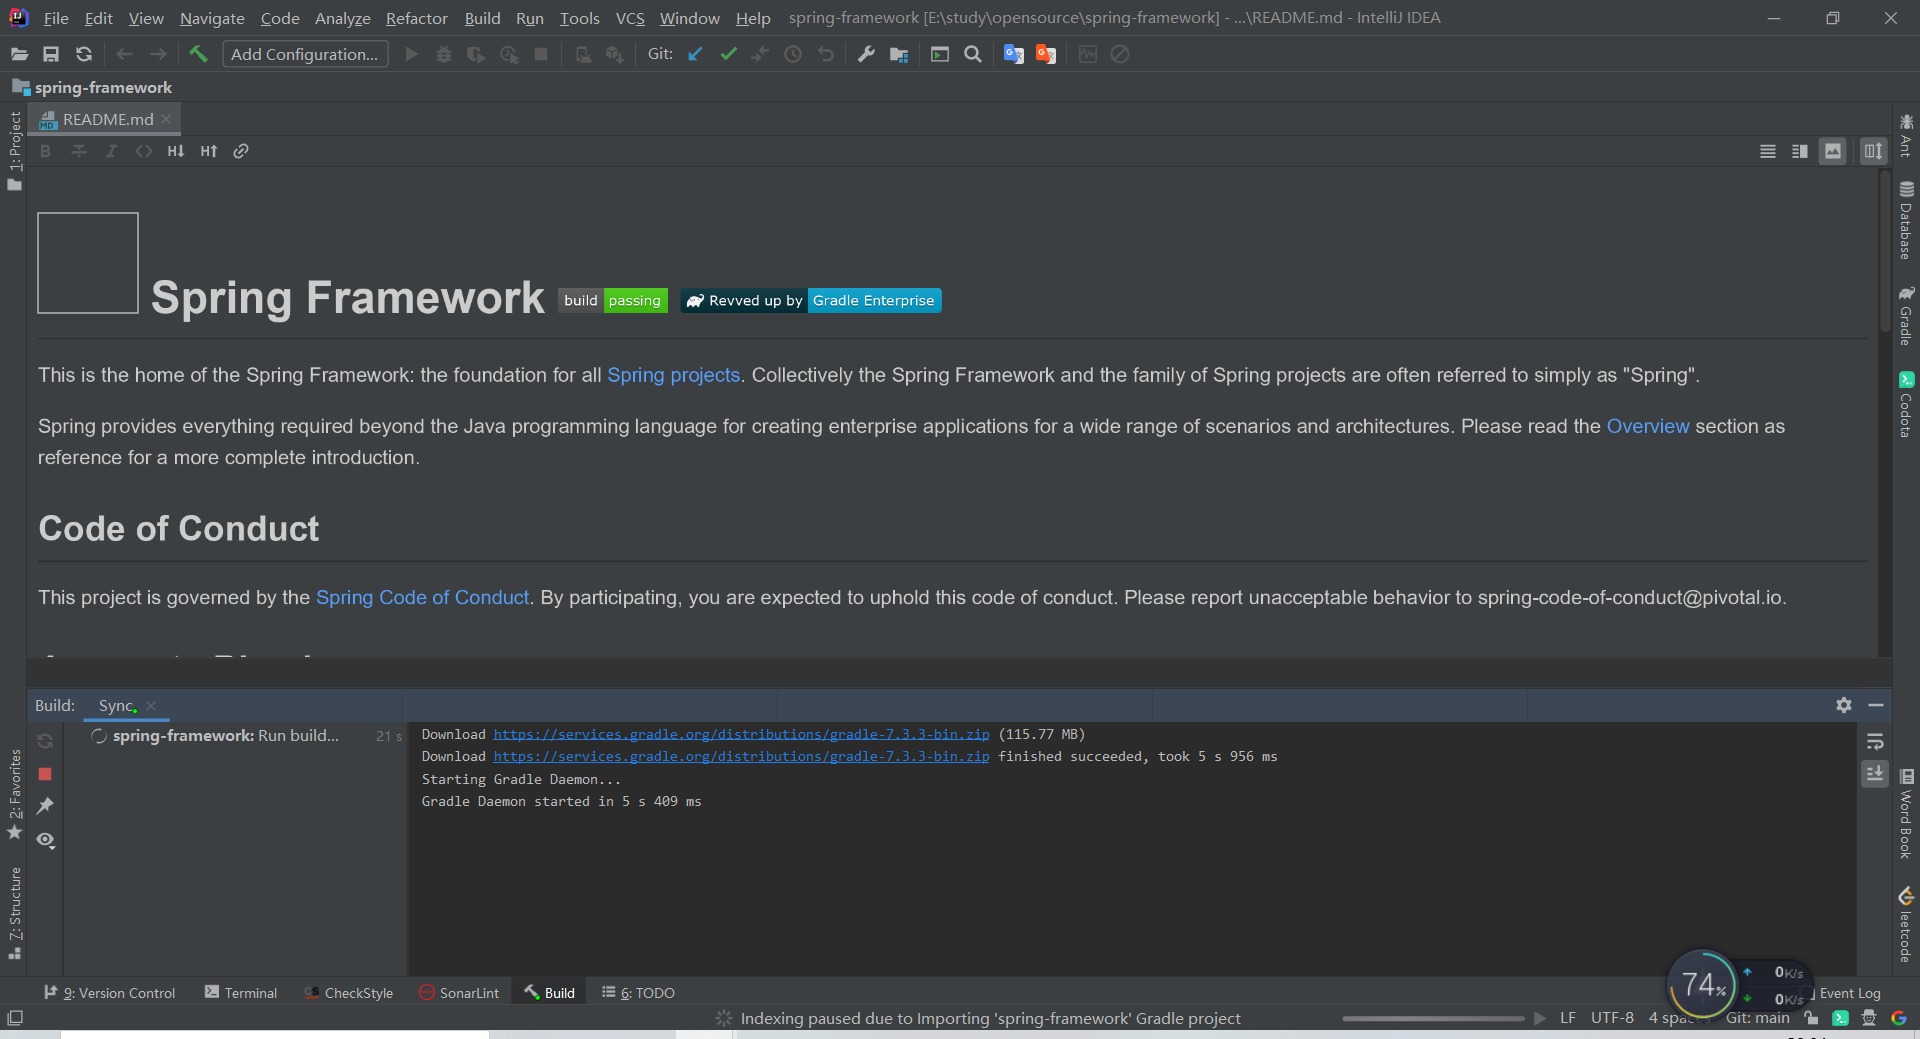 File Edit View Navigate Code Analyze Refactor Build Run Tools VCS Window Help spring-framework [E:\study\opensource\spring-framework] - ...\README.md - IntelliJ IDEA
Add Configuration... Git:
spring-framework
README.md
1: Project
B I <> H↓ H↑
Spring Framework build passing Revved up by Gradle Enterprise
This is the home of the Spring Framework: the foundation for all Spring projects. Collectively the Spring Framework and the family of Spring projects are often referred to simply as "Spring".
Spring provides everything required beyond the Java programming language for creating enterprise applications for a wide range of scenarios and architectures. Please read the Overview section as
reference for a more complete introduction.
Code of Conduct
This project is governed by the Spring Code of Conduct. By participating, you are expected to uphold this code of conduct. Please report unacceptable behavior to spring-code-of-conduct@pivotal.io.
Ant
Database
Gradle
Codota
Word Book
leetcode
Build: Sync
spring-framework: Run build... 21 s
Download https://services.gradle.org/distributions/gradle-7.3.3-bin.zip (115.77 MB)
Download https://services.gradle.org/distributions/gradle-7.3.3-bin.zip finished succeeded, took 5 s 956 ms
Starting Gradle Daemon...
Gradle Daemon started in 5 s 409 ms
2: Favorites
7: Structure
74% 0K/s
0K/s
9: Version Control Terminal CheckStyle SonarLint Build 6: TODO Event Log
Indexing paused due to Importing 'spring-framework' Gradle project LF UTF-8 4 spac Git: main